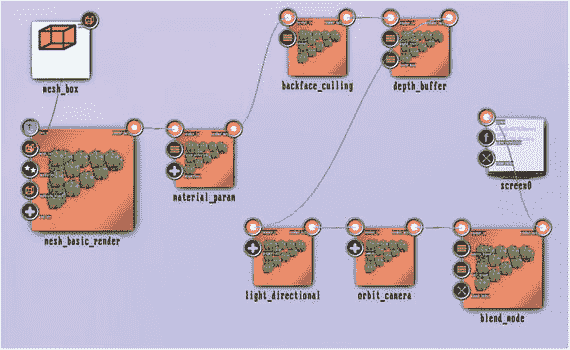 mesh_box
backface_culling
depth_buffer
material_param
screen0
mesh_basic_render
light_directional
orbit_camera
blend_mode